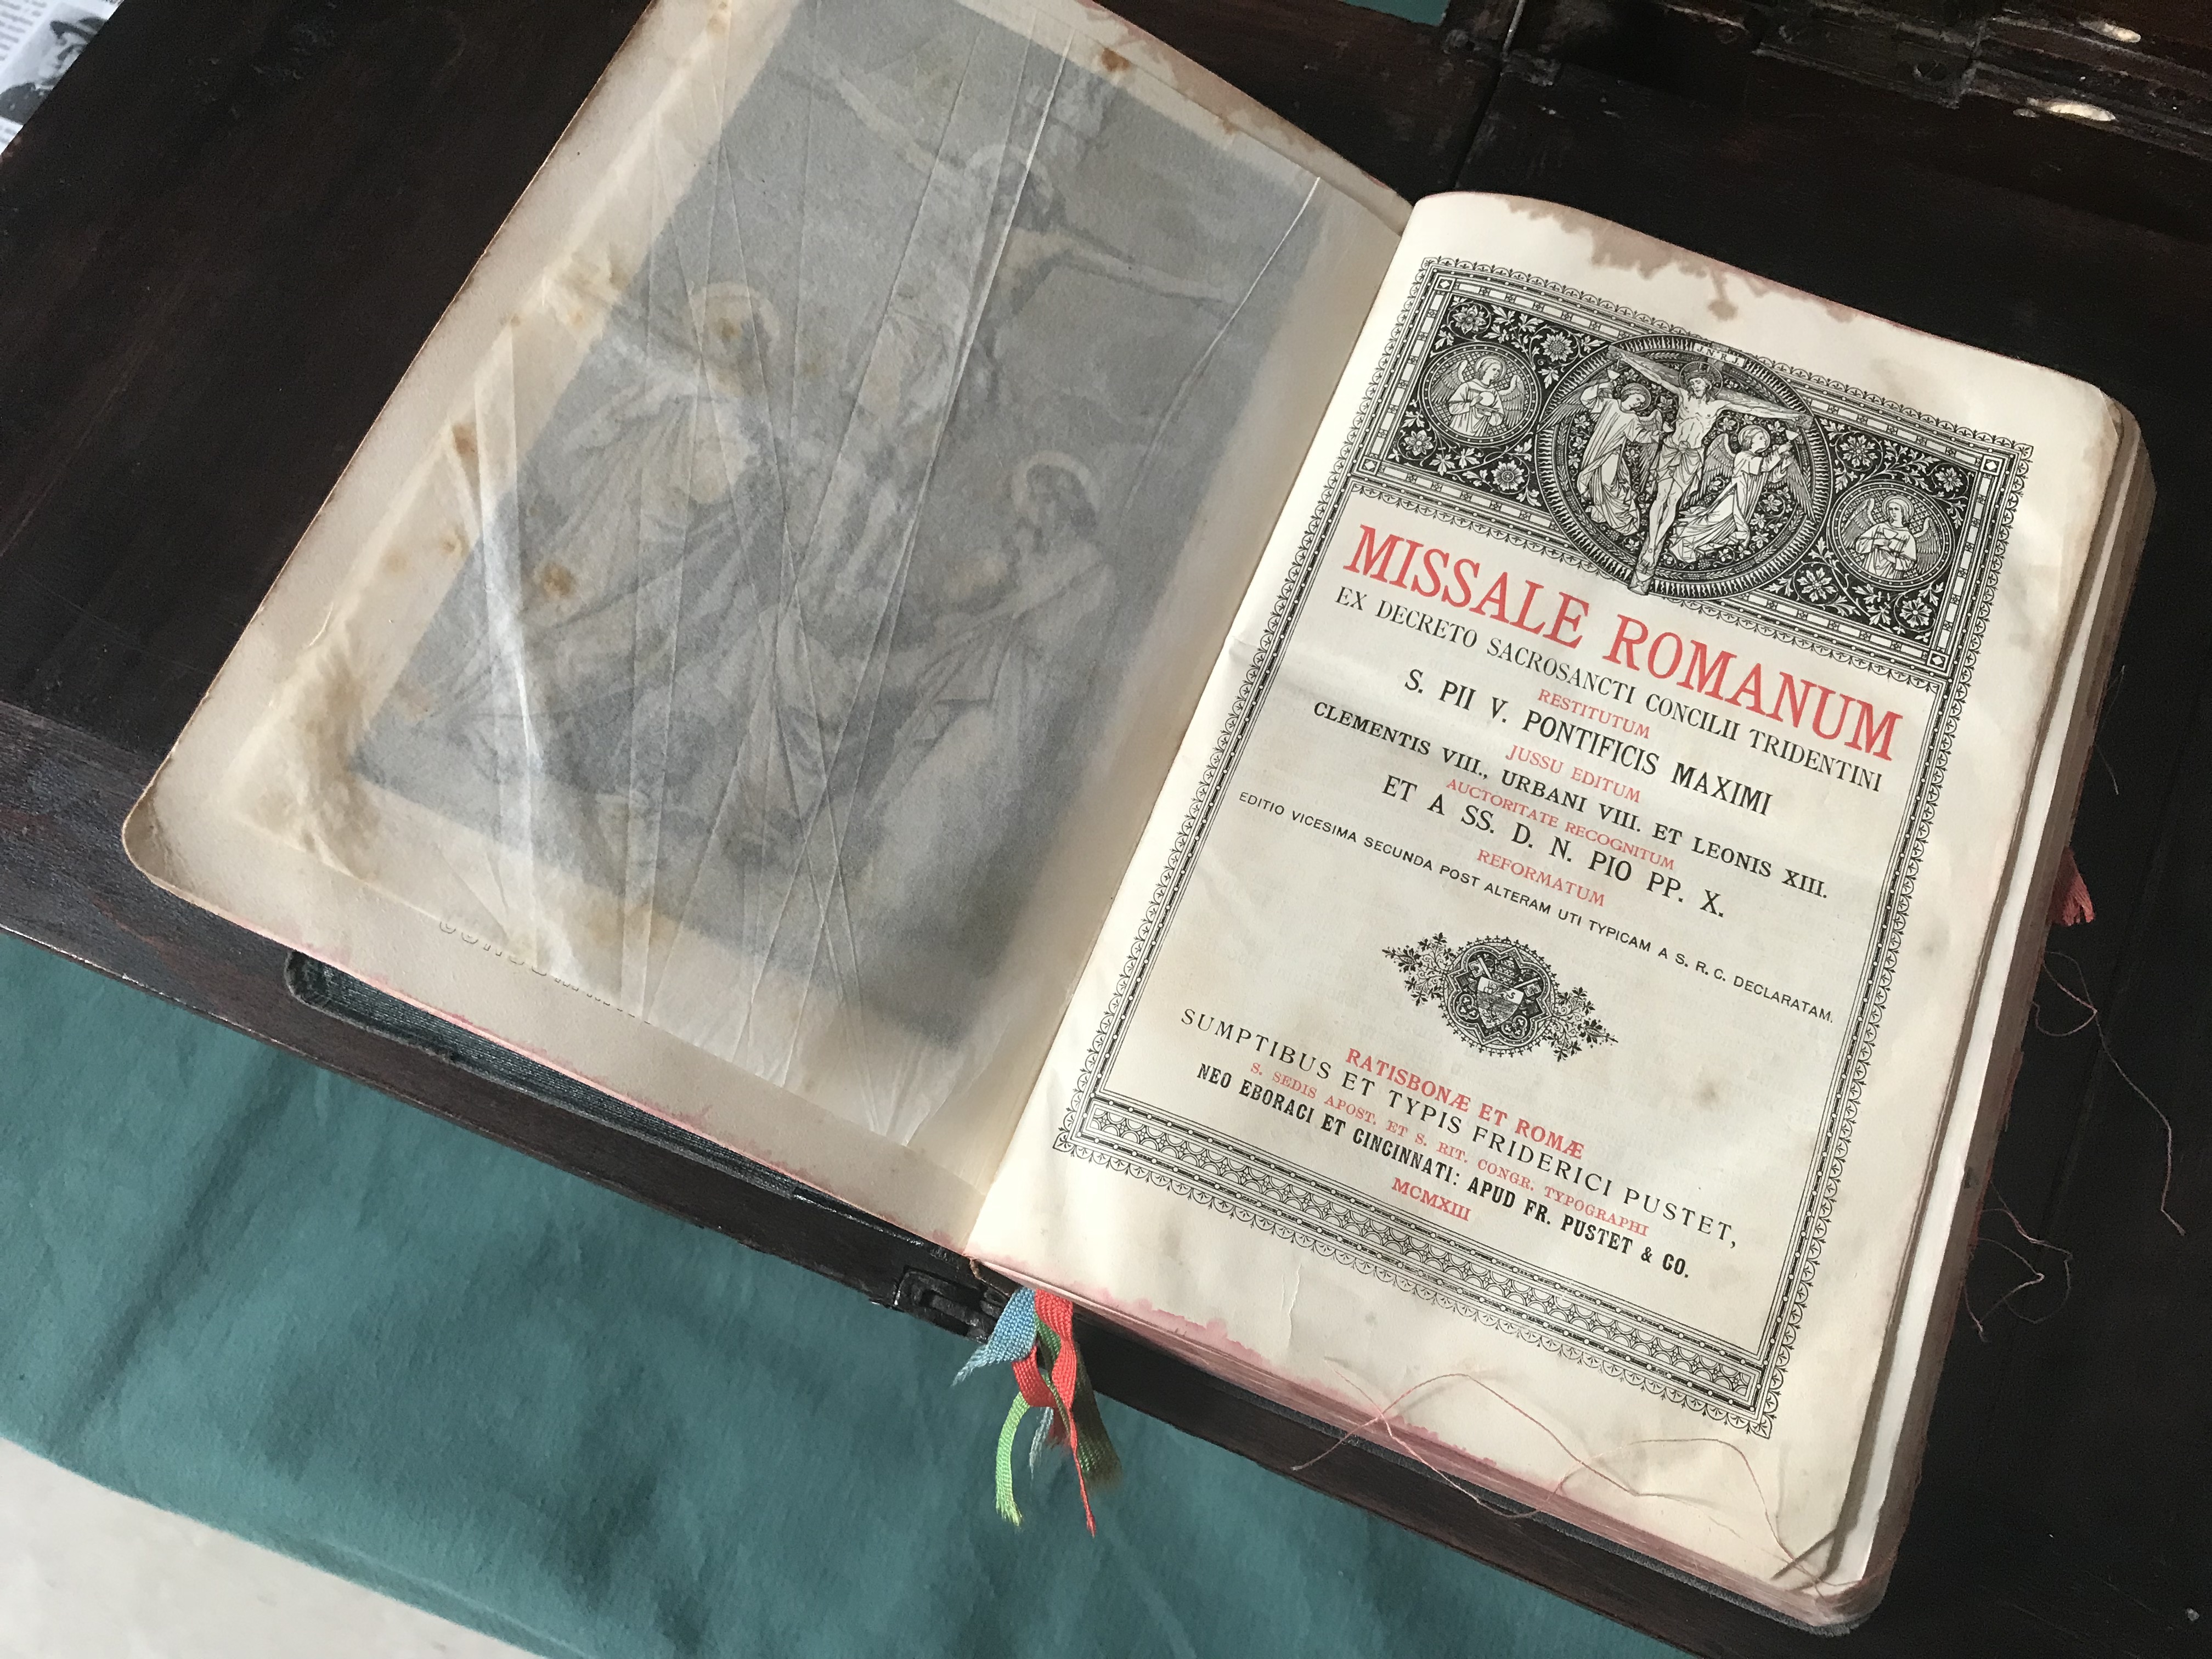 I.N.R.I.
MISSALE ROMANUM
EX DECRETO SACROSANCTI CONCILII TRIDENTINI
RESTITUTUM
S. PII V. PONTIFICIS MAXIMI
JUSSU EDITUM
CLEMENTIS VIII., URBANI VIII. ET LEONIS XIII.
AUCTORITATE RECOGNITUM
ET A SS. D. N. PIO PP. X.
REFORMATUM
EDITIO VICESIMA SECUNDA POST ALTERAM UTI TYPICAM A S. R. C. DECLARATAM.
RATISBONÆ ET ROMÆ
SUMPTIBUS ET TYPIS FRIDERICI PUSTET,
S. SEDIS APOST. ET S. RIT. CONGR. TYPOGRAPHI
NEO EBORACI ET CINCINNATI: APUD FR. PUSTET & CO.
MCMXIII